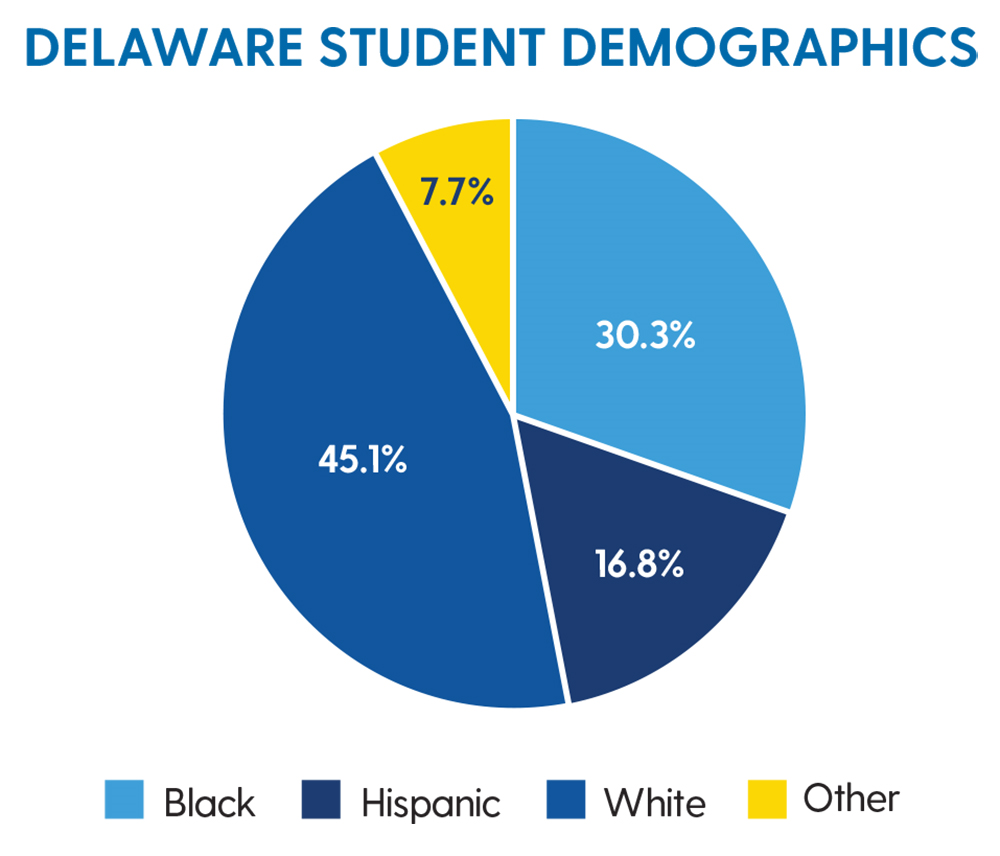 DELAWARE STUDENT DEMOGRAPHICS
7.7%
30.3%
45.1%
16.8%
Black Hispanic White Other